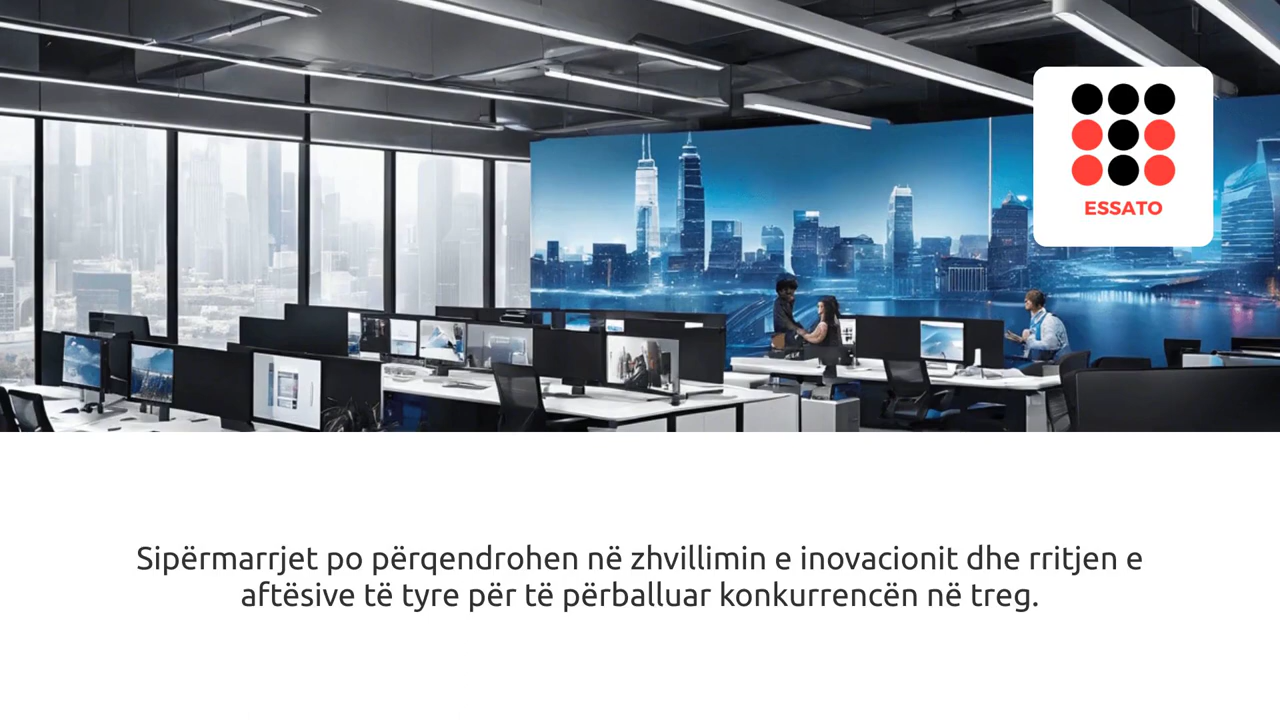 ESSATO
Sipërmarrjet po përqendrohen në zhvillimin e inovacionit dhe rritjen e
aftësive të tyre për të përballuar konkurrencën në treg.